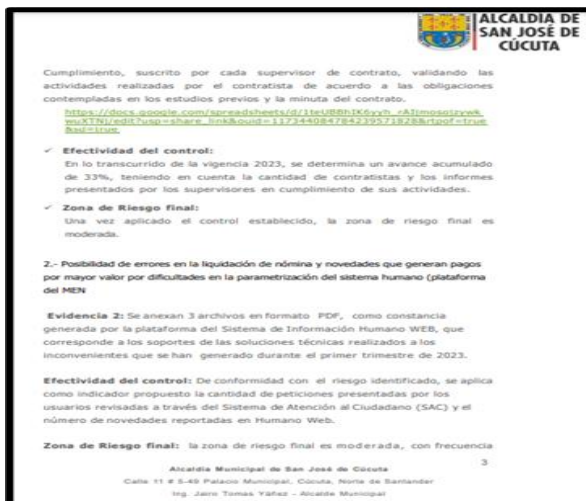 ALCALDÍA DE
SAN JOSÉ DE
CÚCUTA
Cumplimiento, suscrito por cada supervisor de contrato, validando las
actividades realizadas por el contratista de acuerdo a las obligaciones
contempladas en los estudios previos y la minuta del contrato.
✓ Efectividad del control:
En lo transcurrido de la vigencia 2023, se determina un avance acumulado
de 33%, teniendo en cuenta la cantidad de contratistas y los informes
presentados por los supervisores en cumplimiento de sus actividades.
✓ Zona de Riesgo final:
Una vez aplicado el control establecido, la zona de riesgo final es
moderada.
2.- Posibilidad de errores en la liquidación de nómina y novedades que generan pagos
por mayor valor por dificultades en la parametrización del sistema humano (plataforma
del MEN
Evidencia 2: Se anexan 3 archivos en formato PDF, como constancia
generada por la plataforma del Sistema de Información Humano WEB, que
corresponde a los soportes de las soluciones técnicas realizados a los
inconvenientes que se han generado durante el primer trimestre de 2023.
Efectividad del control: De conformidad con el riesgo identificado, se aplica
como indicador propuesto la cantidad de peticiones presentadas por los
usuarios revisadas a través del Sistema de Atención al Ciudadano (SAC) y el
número de novedades reportadas en Humano Web.
Zona de Riesgo final: la zona de riesgo final es moderada, con frecuencia
3
Alcaldía Municipal de San José de Cúcuta
Calle 11 # 5-49 Palacio Municipal, Cúcuta, Norte de Santander
Ing. Jairo Tomas Yáñez - Alcalde Municipal